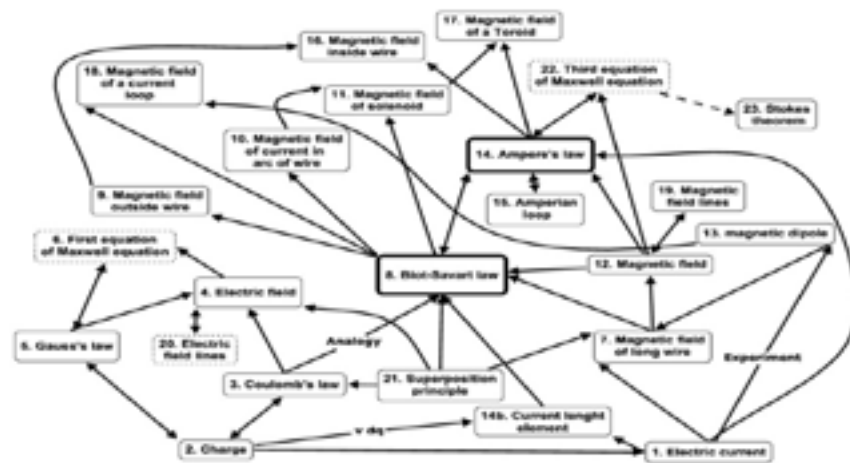 17. Magnetic field
of a Toroid
16. Magnetic field
inside wire
22. Third equation
of Maxwell equation
18. Magnetic field
of a current
loop
11. Magnetic field
of solenoid
23. Stokes
theorem
10. Magnetic field
of current in
arc of wire
14. Ampere's law
9. Magnetic field
outside wire
15. Amperian
loop
19. Magnetic
field lines
13. magnetic dipole
6. First equation
of Maxwell equation
8. Biot-Savart law
12. Magnetic field
4. Electric field
5. Gauss's law
20. Electric
field lines
Analogy
7. Magnetic field
of long wire
Experiment
3. Coulomb's law
21. Superposition
principle
14b. Current lenght
element
v dq
2. Charge
1. Electric current